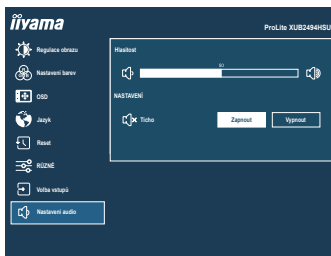 iiyama
ProLite XUB2494HSU
Regulace obrazu
Nastavení barev
OSD
Jazyk
Reset
RŮZNÉ
Volba vstupů
Nastavení audio
Hlasitost
50
NASTAVENÍ
Ticho
Zapnout
Vypnout